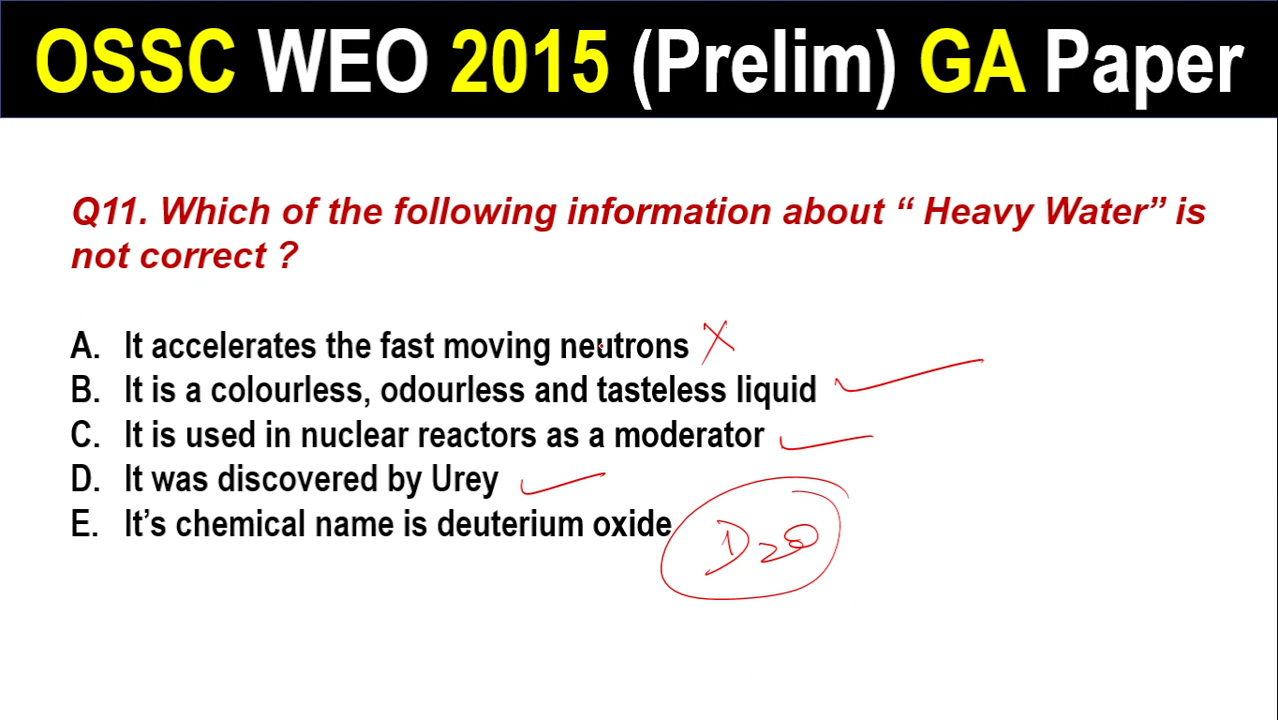 OSSC WEO 2015 (Prelim) GA Paper
Q11. Which of the following information about “ Heavy Water” is
not correct ?
A. It accelerates the fast moving neutrons
B. It is a colourless, odourless and tasteless liquid
C. It is used in nuclear reactors as a moderator
D. It was discovered by Urey
E. It’s chemical name is deuterium oxide
D2O